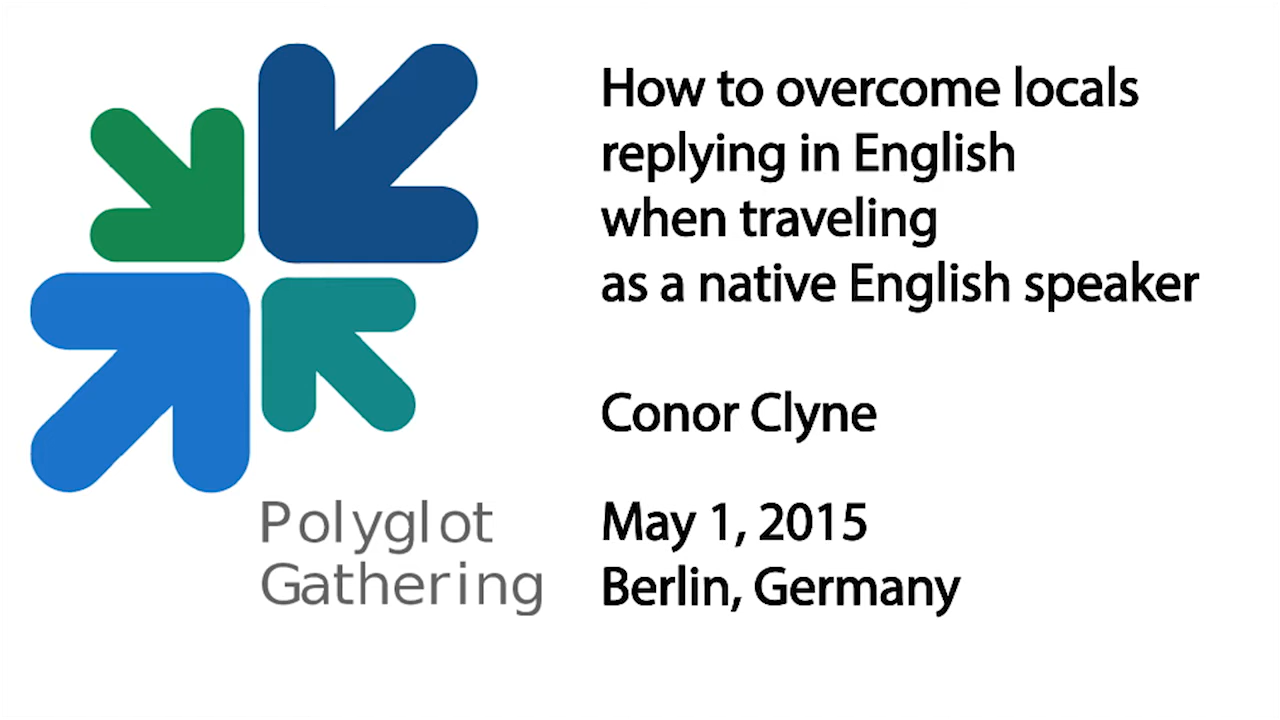 How to overcome locals
replying in English
when traveling
as a native English speaker
Conor Clyne
May 1, 2015
Berlin, Germany
Polyglot
Gathering